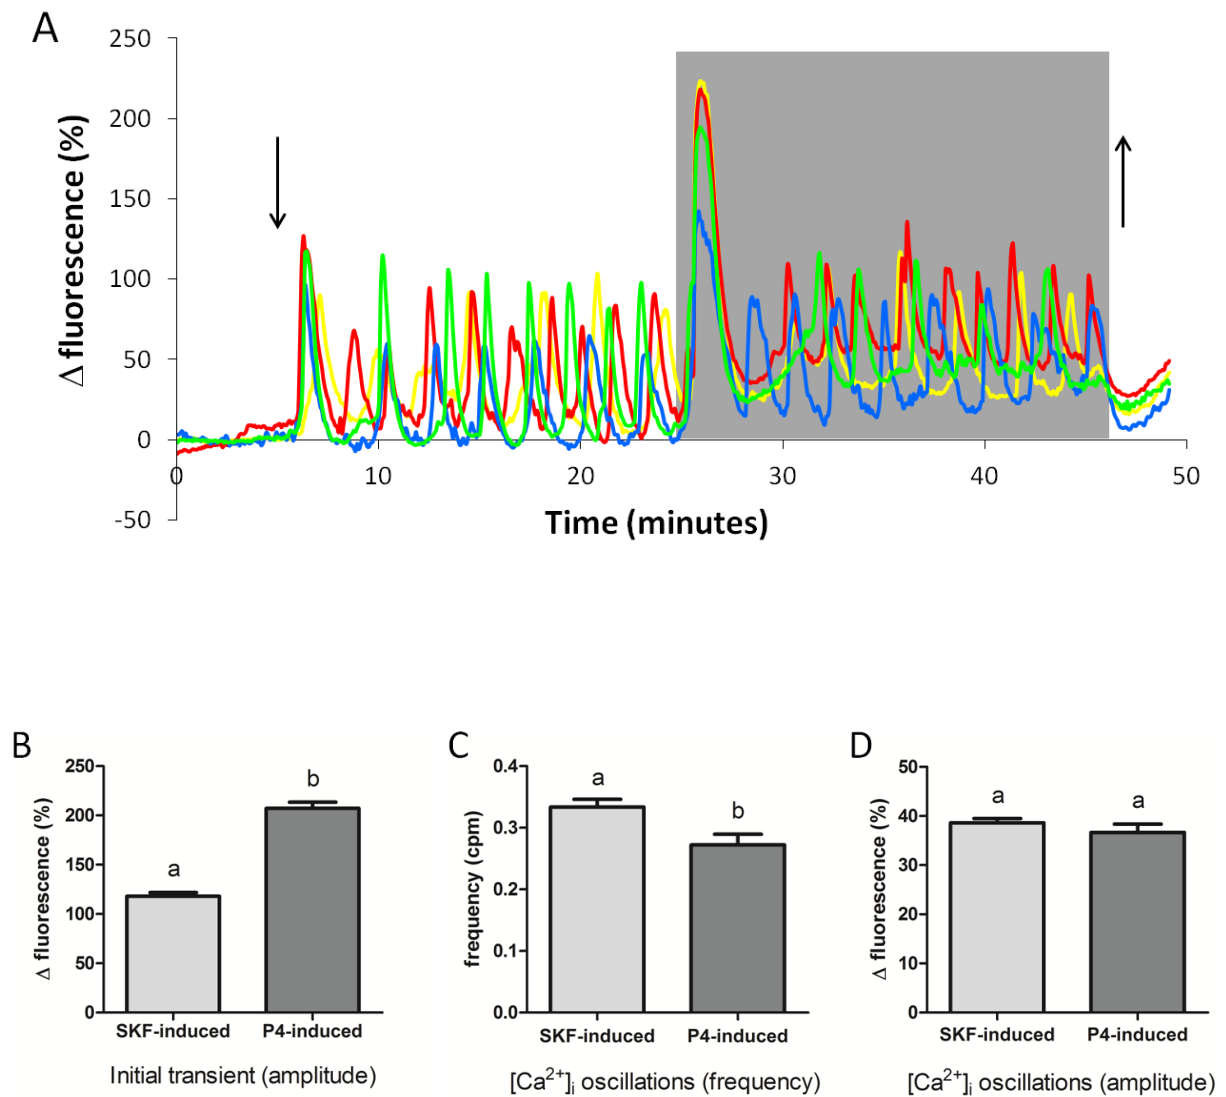 A
Δ fluorescence (%)
250
200
150
100
50
0
-50
0 10 20 30 40 50
Time (minutes)
B
Δ fluorescence (%)
250
200
150
100
50
0
a b
SKF-induced P4-induced
Initial transient (amplitude)
C
frequency (cpm)
0.4
0.3
0.2
0.1
0.0
a b
SKF-induced P4-induced
[Ca²⁺]ᵢ oscillations (frequency)
D
Δ fluorescence (%)
50
40
30
20
10
0
a a
SKF-induced P4-induced
[Ca²⁺]ᵢ oscillations (amplitude)